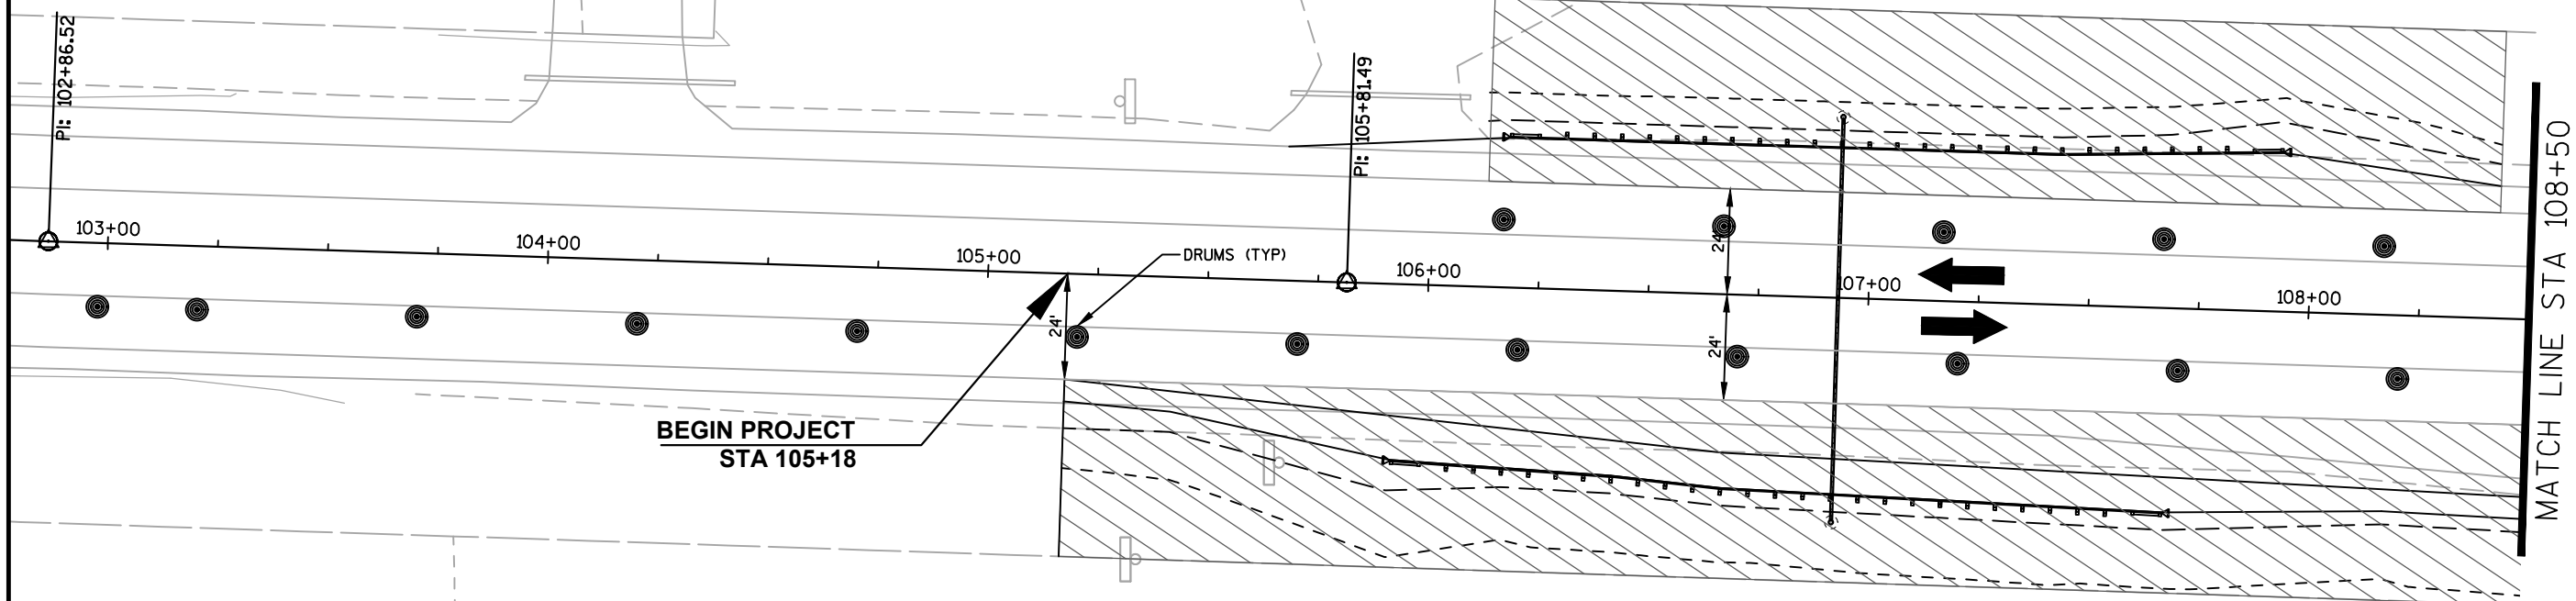 PI: 102+86.52
PI: 105+81.49
103+00
104+00
105+00
DRUMS (TYP)
106+00
107+00
108+00
24'
24'
24'
BEGIN PROJECT
STA 105+18
MATCH LINE STA 108+50